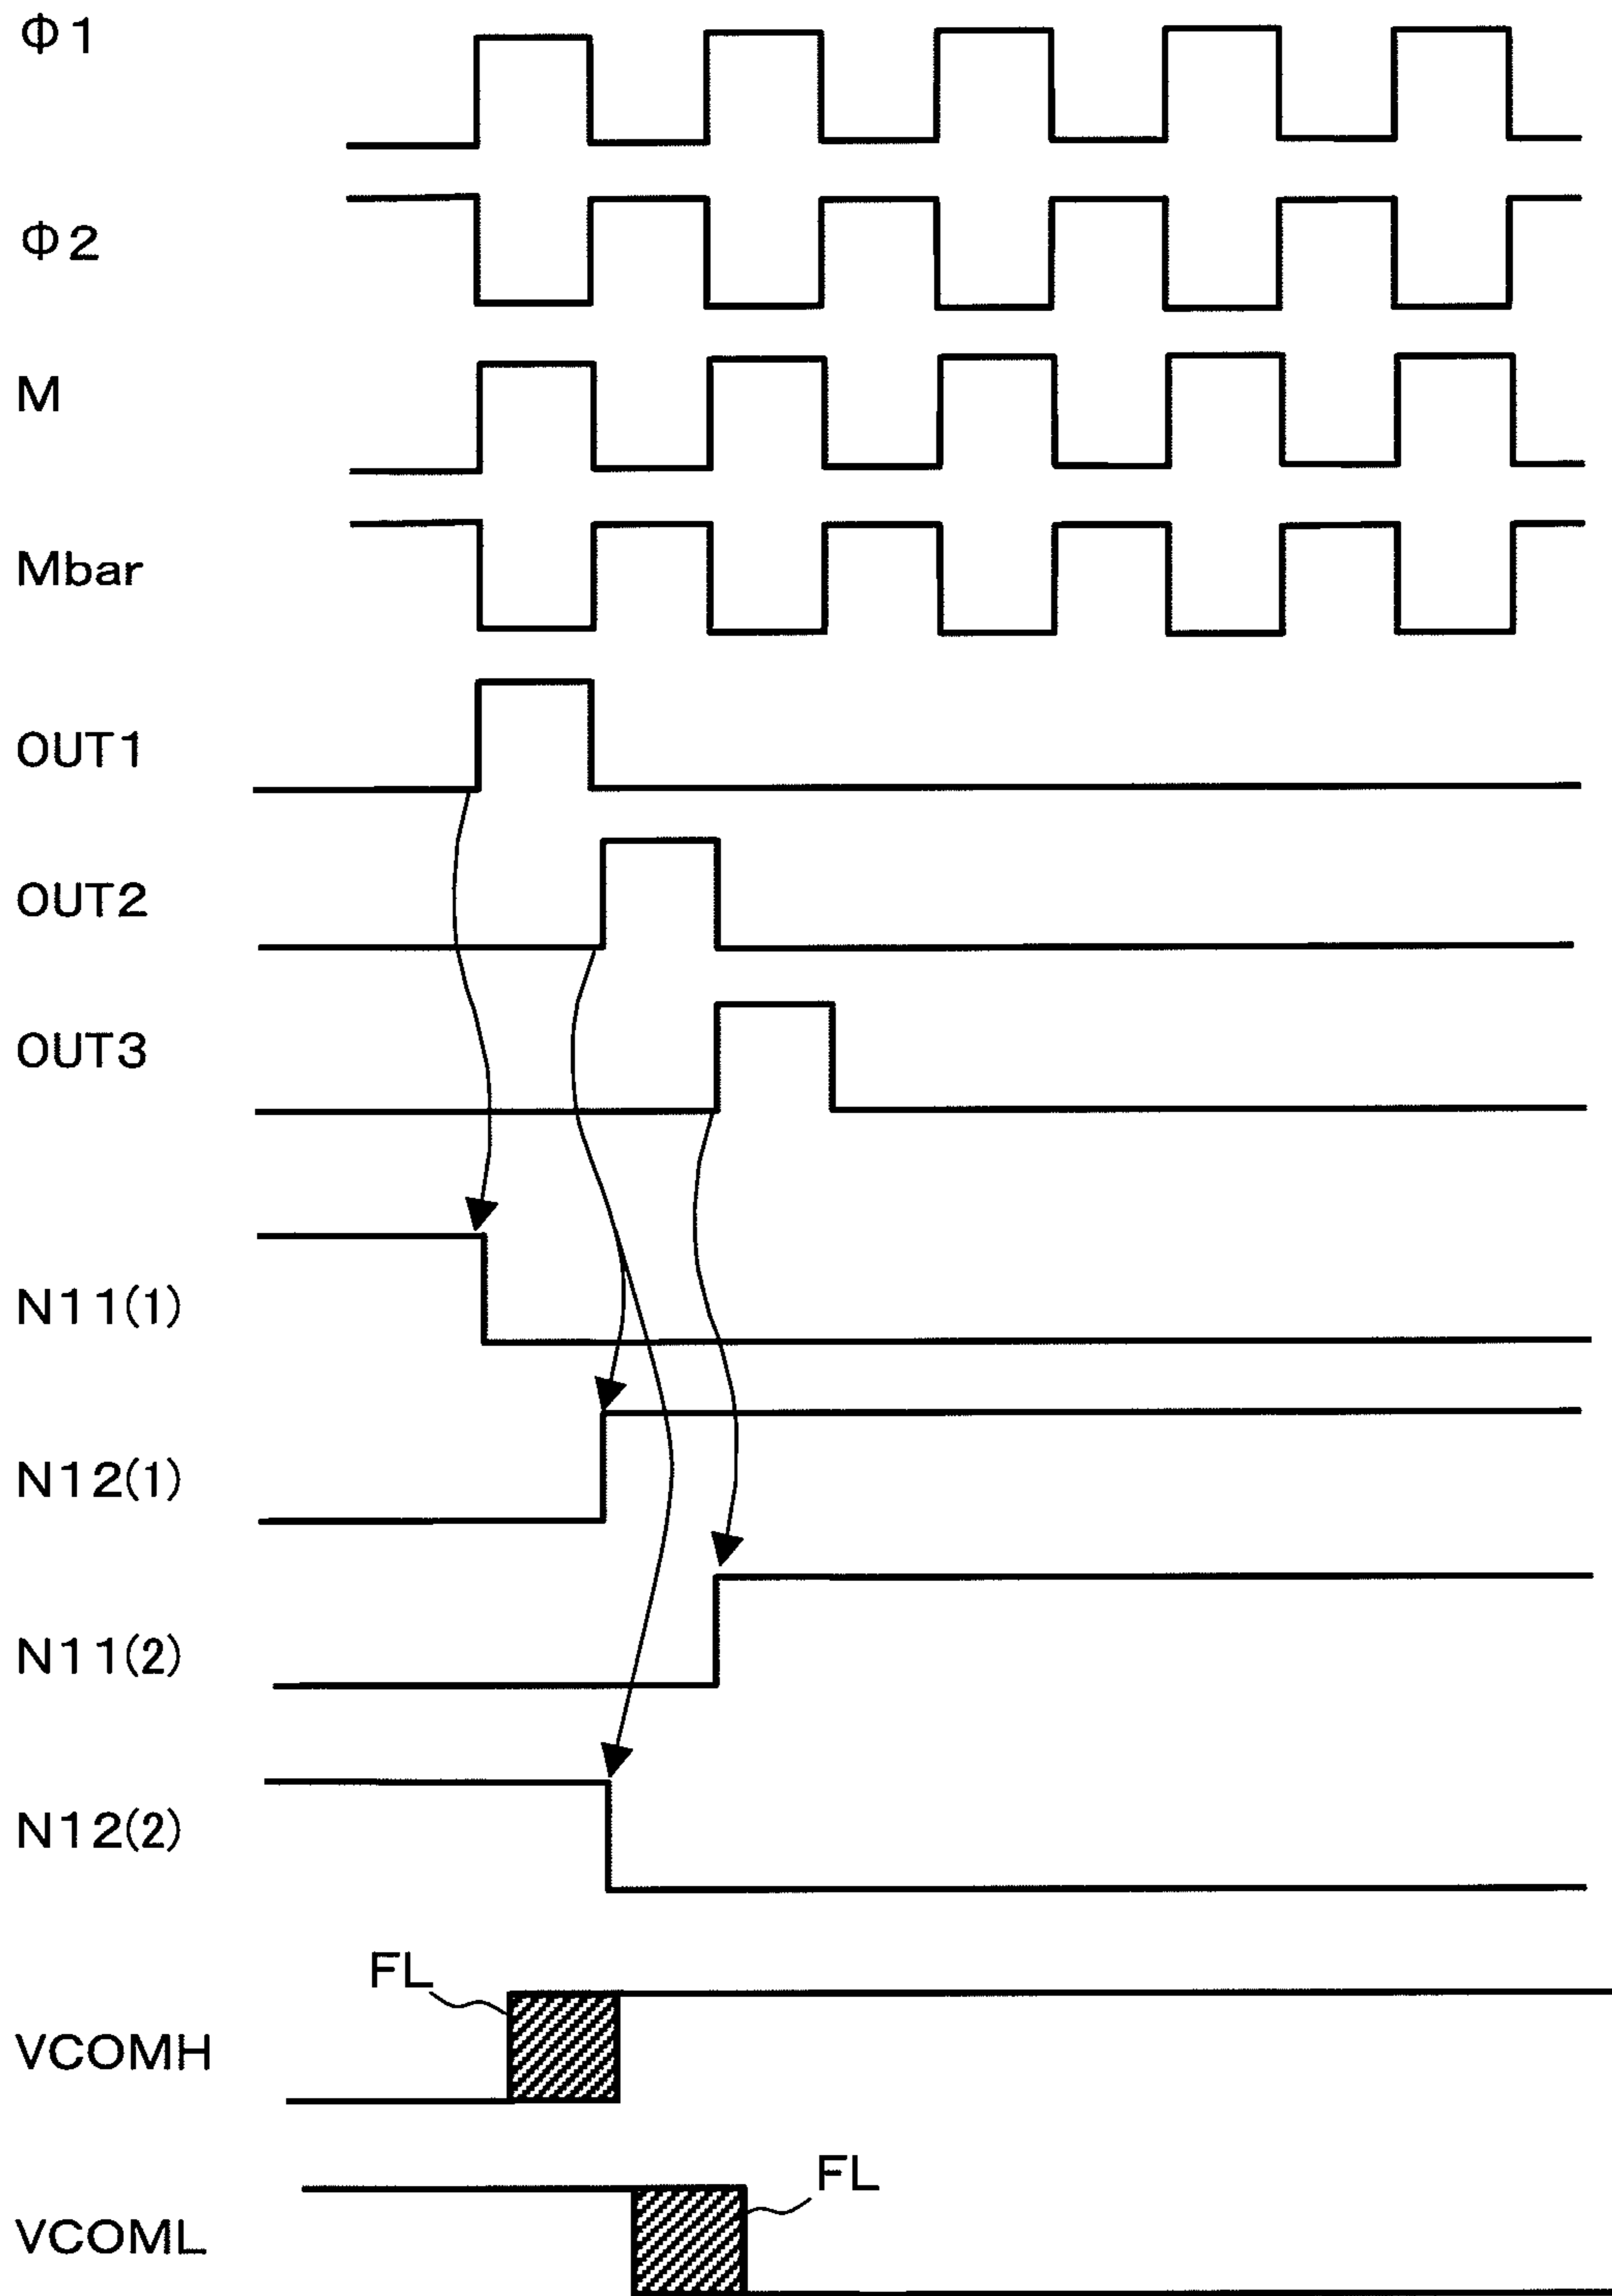 Φ1
Φ2
M
Mbar
OUT1
OUT2
OUT3
N11(1)
N12(1)
N11(2)
N12(2)
FL
VCOMH
FL
VCOML